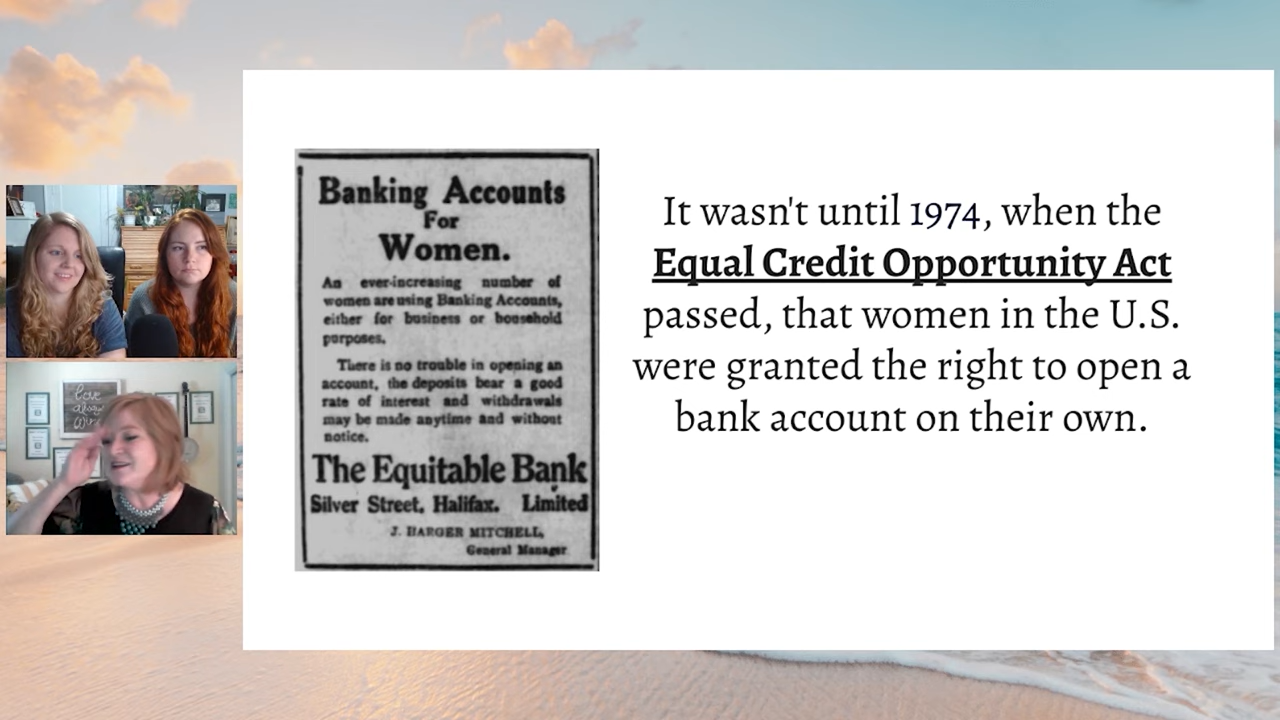 Banking Accounts
For
Women.
An ever-increasing number of
women are using Banking Accounts,
either for business or household
purposes.
There is no trouble in opening an
account, the deposits bear a good
rate of interest and withdrawals
may be made anytime and without
notice.
The Equitable Bank
Silver Street, Halifax. Limited
J. HARGER MITCHELL,
General Manager
It wasn't until 1974, when the
Equal Credit Opportunity Act
passed, that women in the U.S.
were granted the right to open a
bank account on their own.
love
always